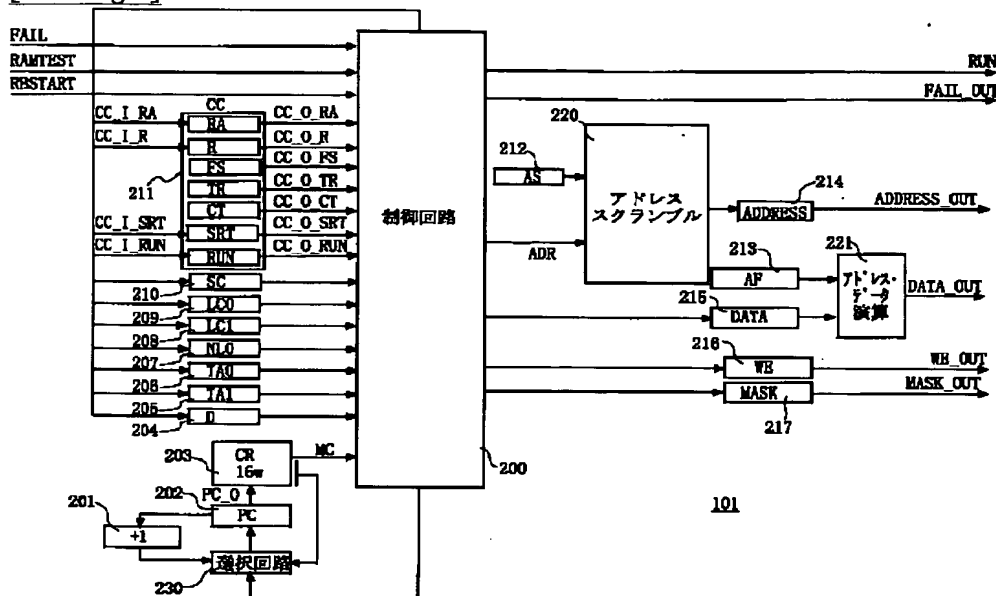 FAIL
RAMTEST
RBSTART
CC_I_RA
CC
RA
CC_O_RA
CC_I_R
R
CC_O_R
FS
CC_O_FS
211
TR
CC_O_TR
CT
CC_O_CT
CC_I_SRT
SRT
CC_O_SRT
CC_I_RUN
RUN
CC_O_RUN
210
SC
209
LC0
208
LC1
207
NL0
206
TA0
205
TA1
204
D
203
CR
16w
MC
PC_O
202
PC
201
+1
選択回路
230
制御回路
200
RUN
FAIL_OUT
220
212
AS
アドレス
スクランブル
ADR
214
ADDRESS
ADDRESS_OUT
213
AF
221
アドレス・
データ
演算
DATA_OUT
215
DATA
216
WE
WE_OUT
MASK
MASK_OUT
217
101